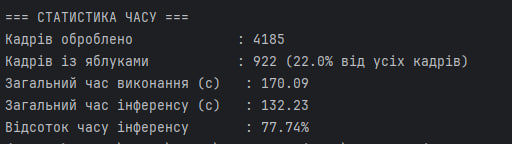 === СТАТИСТИКА ЧАСУ ===
Кадрів оброблено : 4185
Кадрів із яблуками : 922 (22.0% від усіх кадрів)
Загальний час виконання (с) : 170.09
Загальний час інференсу (с) : 132.23
Відсоток часу інференсу : 77.74%